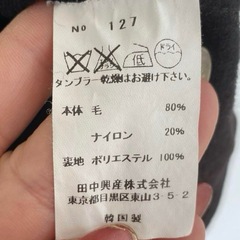 No 127
低 ドライ
タンブラー乾燥はお避け下さい。
本体 毛 80%
ナイロン 20%
裏地 ポリエステル 100%
田中興産株式会社
東京都目黒区東山3-5-2
韓国製